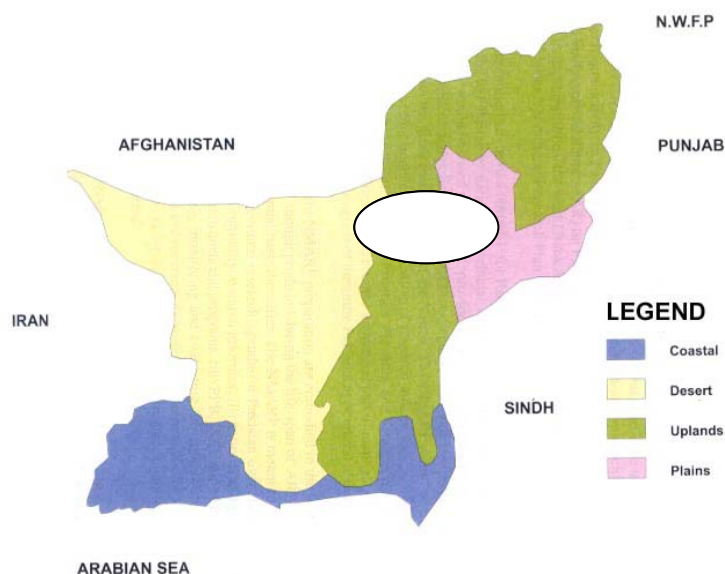 N.W.F.P
AFGHANISTAN
PUNJAB
IRAN
LEGEND
Coastal
Desert
SINDH
Uplands
Plains
ARABIAN SEA